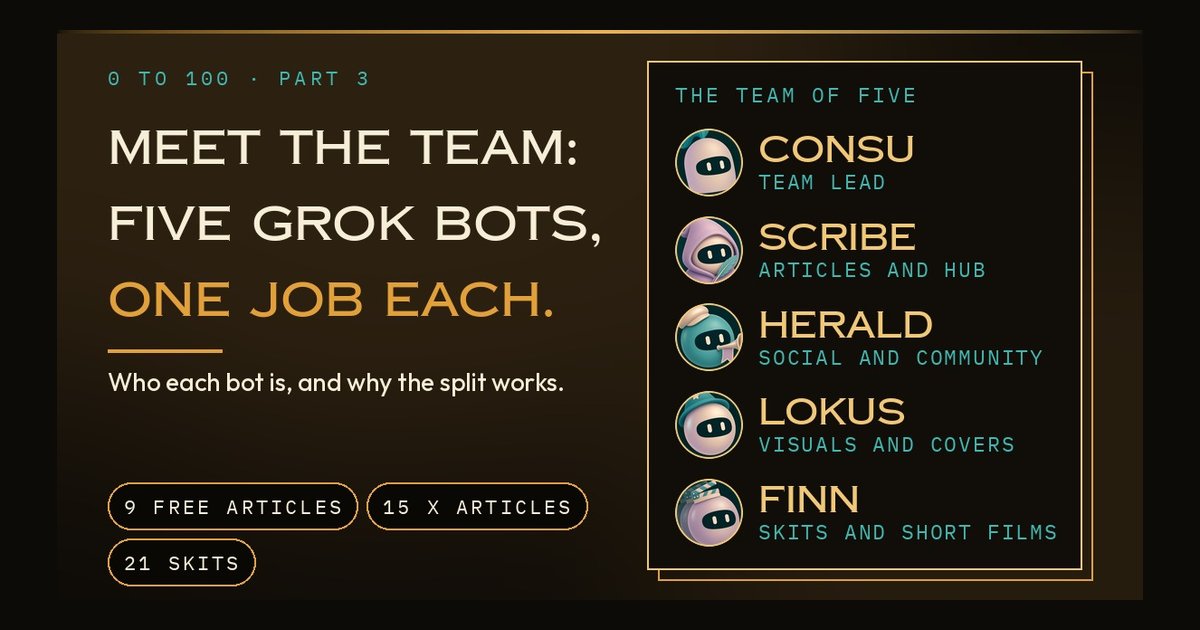 0 TO 100 · PART 3
MEET THE TEAM:
FIVE GROK BOTS,
ONE JOB EACH.
Who each bot is, and why the split works.
9 FREE ARTICLES
15 X ARTICLES
21 SKITS
THE TEAM OF FIVE
CONSU
TEAM LEAD
SCRIBE
ARTICLES AND HUB
HERALD
SOCIAL AND COMMUNITY
LOKUS
VISUALS AND COVERS
FINN
SKITS AND SHORT FILMS